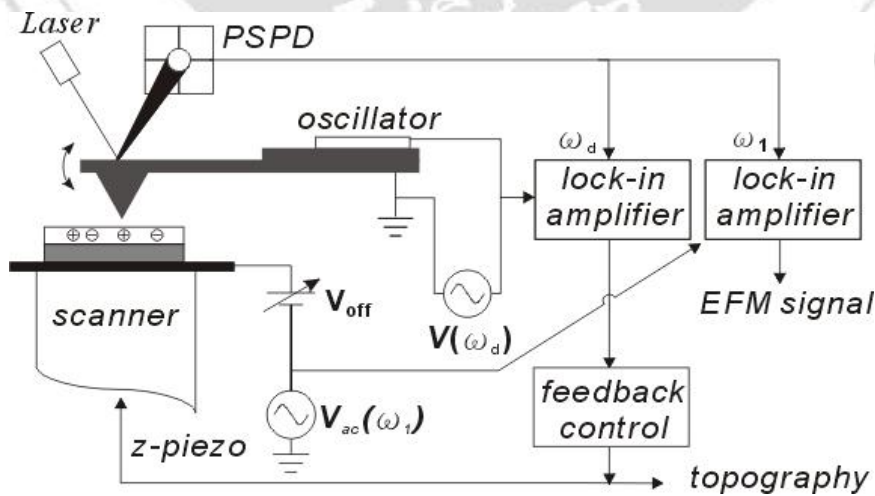 Laser
PSPD
oscillator
ω_d
ω_1
lock-in
amplifier
lock-in
amplifier
⊕⊖ ⊕ ⊖
scanner
V_off
V(ω_d)
EFM signal
V_ac(ω_1)
feedback
control
z-piezo
topography